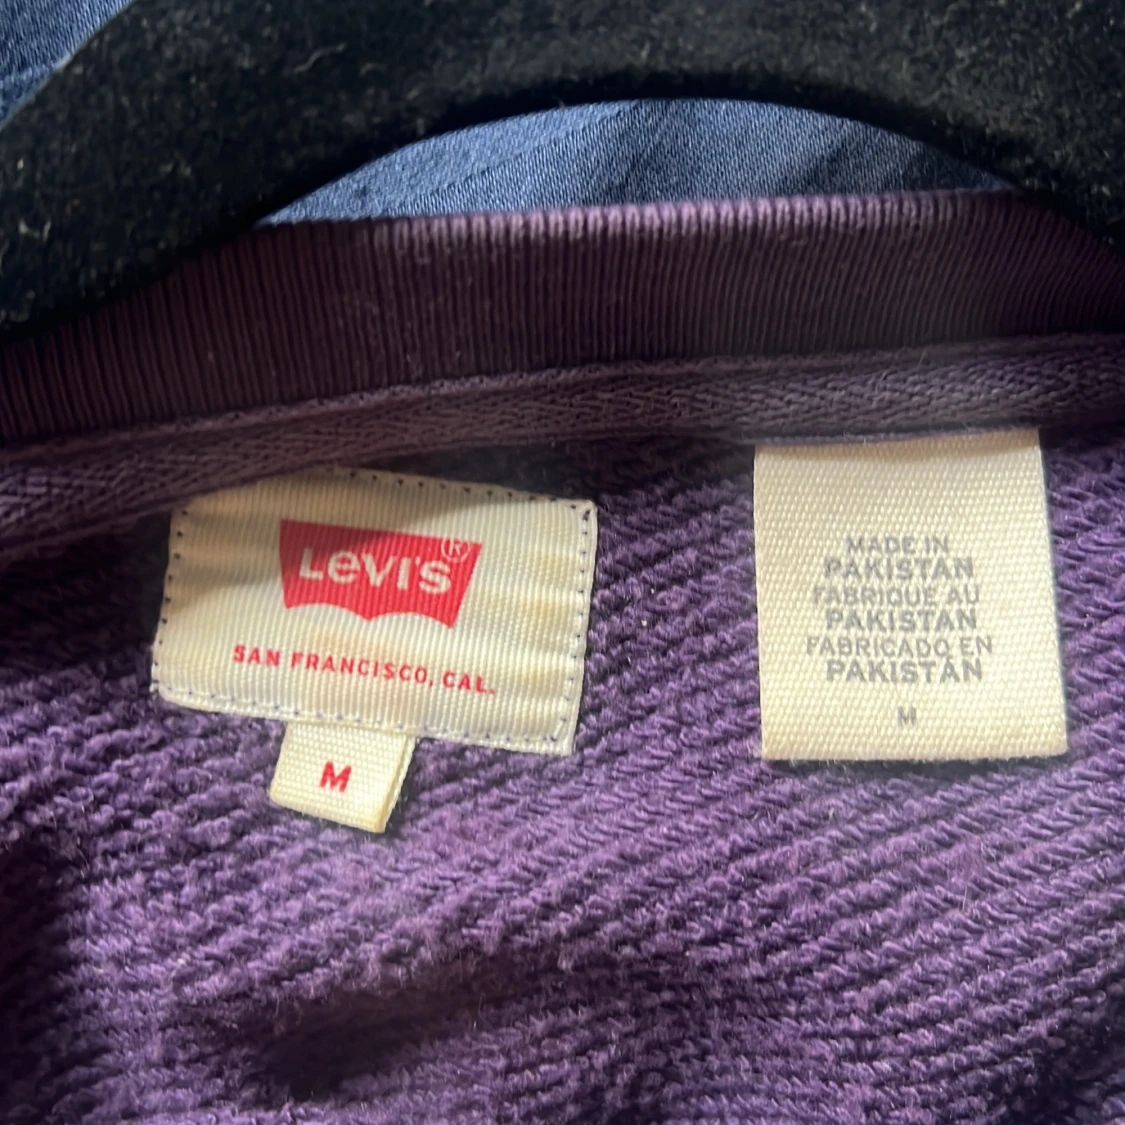 Levi's®
SAN FRANCISCO, CAL.
M
MADE IN
PAKISTAN
FABRIQUE AU
PAKISTAN
FABRICADO EN
PAKISTÁN
M